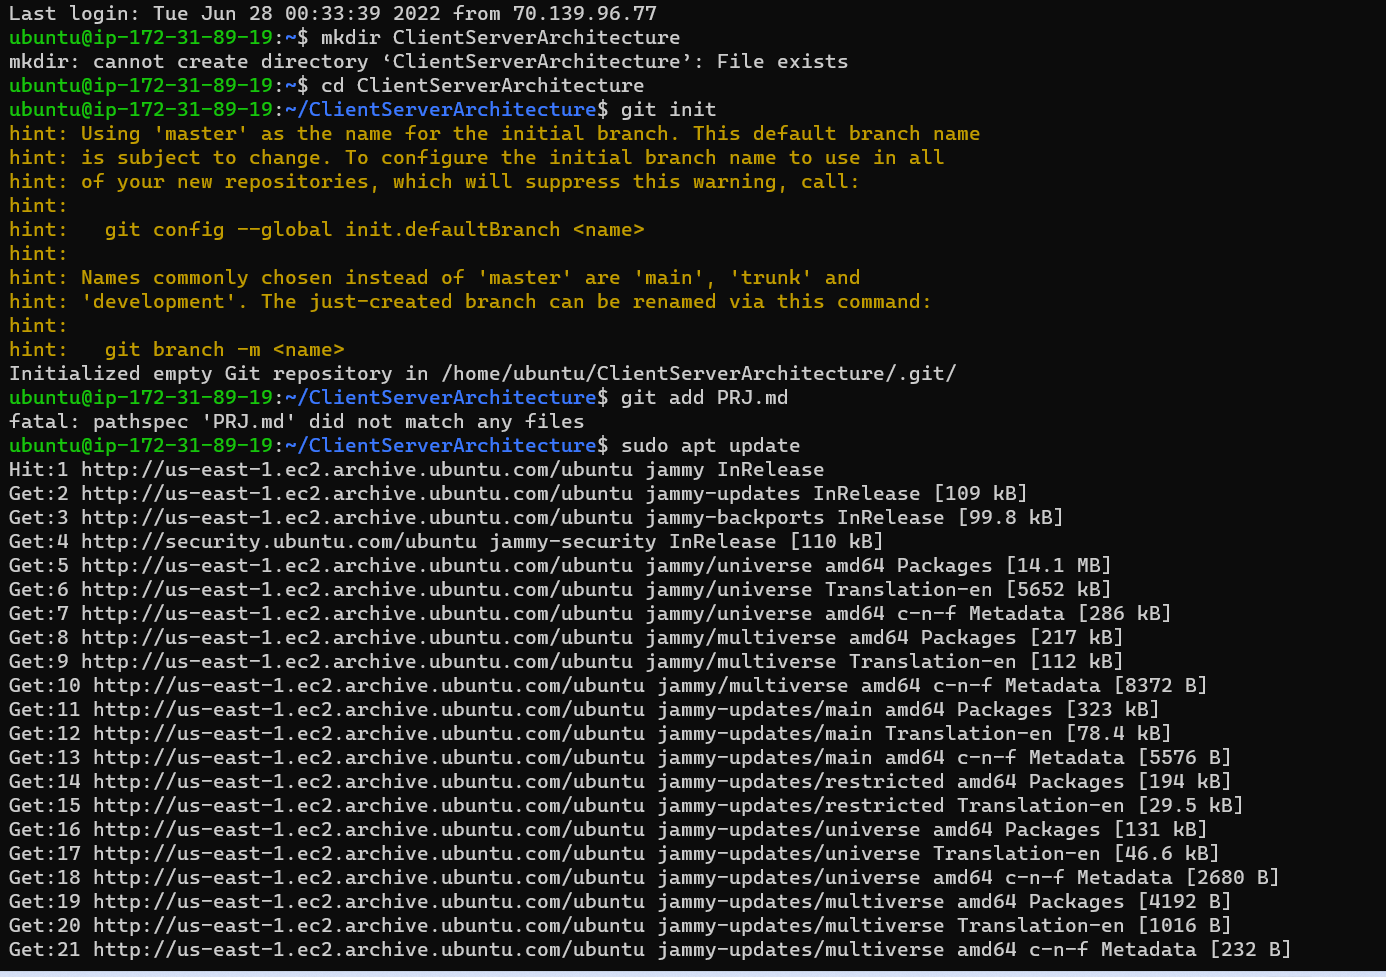 Last login: Tue Jun 28 00:33:39 2022 from 70.139.96.77
ubuntu@ip-172-31-89-19:~$ mkdir ClientServerArchitecture
mkdir: cannot create directory ‘ClientServerArchitecture’: File exists
ubuntu@ip-172-31-89-19:~$ cd ClientServerArchitecture
ubuntu@ip-172-31-89-19:~/ClientServerArchitecture$ git init
hint: Using 'master' as the name for the initial branch. This default branch name
hint: is subject to change. To configure the initial branch name to use in all
hint: of your new repositories, which will suppress this warning, call:
hint:
hint:   git config --global init.defaultBranch <name>
hint:
hint: Names commonly chosen instead of 'master' are 'main', 'trunk' and
hint: 'development'. The just-created branch can be renamed via this command:
hint:
hint:   git branch -m <name>
Initialized empty Git repository in /home/ubuntu/ClientServerArchitecture/.git/
ubuntu@ip-172-31-89-19:~/ClientServerArchitecture$ git add PRJ.md
fatal: pathspec 'PRJ.md' did not match any files
ubuntu@ip-172-31-89-19:~/ClientServerArchitecture$ sudo apt update
Hit:1 http://us-east-1.ec2.archive.ubuntu.com/ubuntu jammy InRelease
Get:2 http://us-east-1.ec2.archive.ubuntu.com/ubuntu jammy-updates InRelease [109 kB]
Get:3 http://us-east-1.ec2.archive.ubuntu.com/ubuntu jammy-backports InRelease [99.8 kB]
Get:4 http://security.ubuntu.com/ubuntu jammy-security InRelease [110 kB]
Get:5 http://us-east-1.ec2.archive.ubuntu.com/ubuntu jammy/universe amd64 Packages [14.1 MB]
Get:6 http://us-east-1.ec2.archive.ubuntu.com/ubuntu jammy/universe Translation-en [5652 kB]
Get:7 http://us-east-1.ec2.archive.ubuntu.com/ubuntu jammy/universe amd64 c-n-f Metadata [286 kB]
Get:8 http://us-east-1.ec2.archive.ubuntu.com/ubuntu jammy/multiverse amd64 Packages [217 kB]
Get:9 http://us-east-1.ec2.archive.ubuntu.com/ubuntu jammy/multiverse Translation-en [112 kB]
Get:10 http://us-east-1.ec2.archive.ubuntu.com/ubuntu jammy/multiverse amd64 c-n-f Metadata [8372 B]
Get:11 http://us-east-1.ec2.archive.ubuntu.com/ubuntu jammy-updates/main amd64 Packages [323 kB]
Get:12 http://us-east-1.ec2.archive.ubuntu.com/ubuntu jammy-updates/main Translation-en [78.4 kB]
Get:13 http://us-east-1.ec2.archive.ubuntu.com/ubuntu jammy-updates/main amd64 c-n-f Metadata [5576 B]
Get:14 http://us-east-1.ec2.archive.ubuntu.com/ubuntu jammy-updates/restricted amd64 Packages [194 kB]
Get:15 http://us-east-1.ec2.archive.ubuntu.com/ubuntu jammy-updates/restricted Translation-en [29.5 kB]
Get:16 http://us-east-1.ec2.archive.ubuntu.com/ubuntu jammy-updates/universe amd64 Packages [131 kB]
Get:17 http://us-east-1.ec2.archive.ubuntu.com/ubuntu jammy-updates/universe Translation-en [46.6 kB]
Get:18 http://us-east-1.ec2.archive.ubuntu.com/ubuntu jammy-updates/universe amd64 c-n-f Metadata [2680 B]
Get:19 http://us-east-1.ec2.archive.ubuntu.com/ubuntu jammy-updates/multiverse amd64 Packages [4192 B]
Get:20 http://us-east-1.ec2.archive.ubuntu.com/ubuntu jammy-updates/multiverse Translation-en [1016 B]
Get:21 http://us-east-1.ec2.archive.ubuntu.com/ubuntu jammy-updates/multiverse amd64 c-n-f Metadata [232 B]